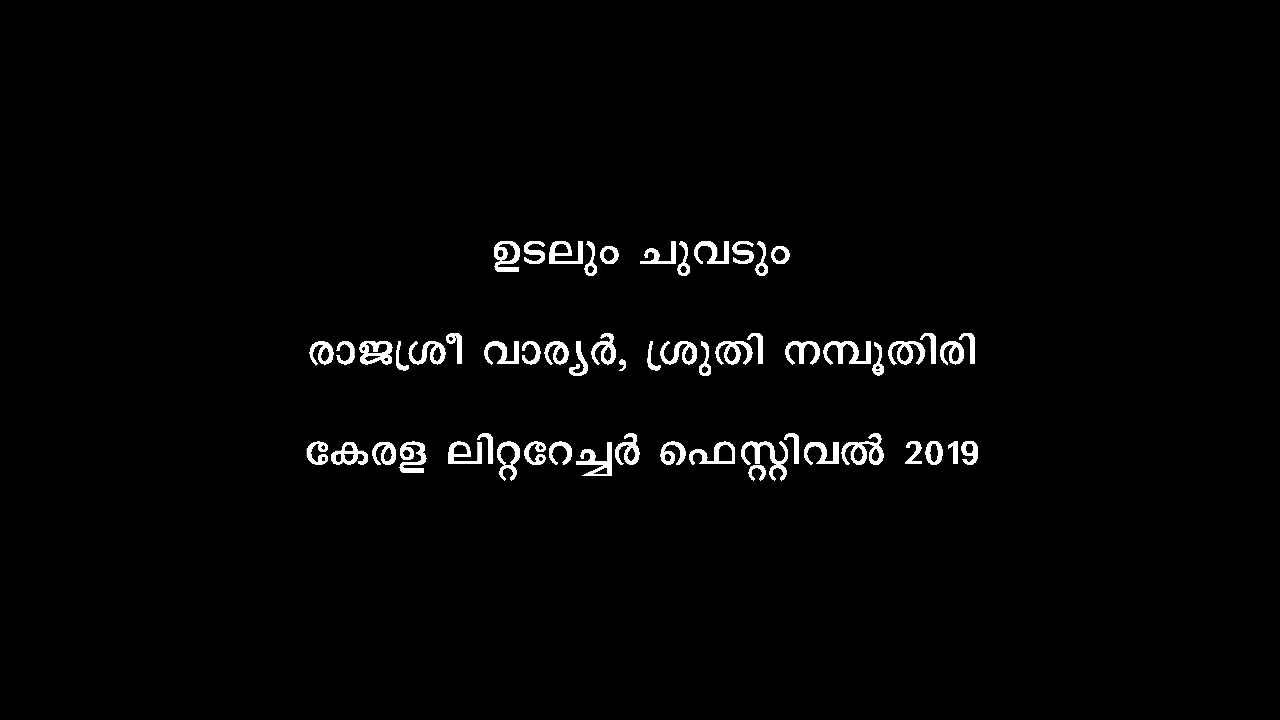 ഉടലും ചുവടും
രാജശ്രീ വാര്യർ, ശ്രുതി നമ്പൂതിരി
കേരള ലിറ്ററേച്ചർ ഫെസ്റ്റിവൽ 2019